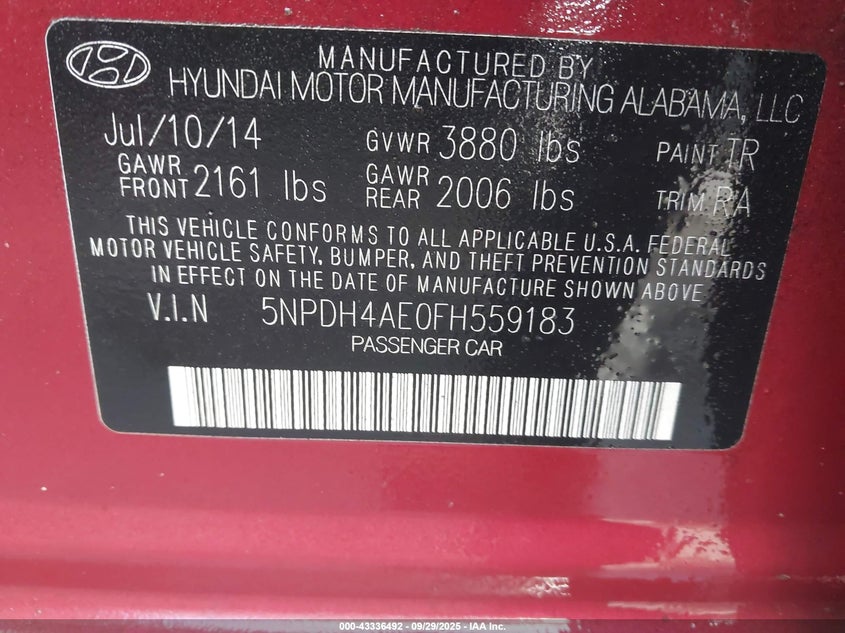 MANUFACTURED BY
HYUNDAI MOTOR MANUFACTURING ALABAMA, LLC
Jul/10/14 GVWR 3880 lbs PAINT TR
GAWR FRONT 2161 lbs GAWR REAR 2006 lbs TRIM RA
THIS VEHICLE CONFORMS TO ALL APPLICABLE U.S.A. FEDERAL
MOTOR VEHICLE SAFETY, BUMPER, AND THEFT PREVENTION STANDARDS
IN EFFECT ON THE DATE OF MANUFACTURE SHOWN ABOVE
V.I.N 5NPDH4AE0FH559183
PASSENGER CAR
000-43336492 - 09/29/2025 - IAA Inc.